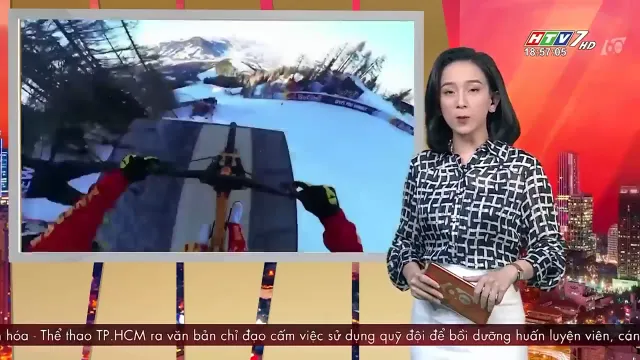 HTV7 HD
18:57:05
60
n hóa - Thể thao TP.HCM ra văn bản chỉ đạo cấm việc sử dụng quỹ đội để bồi dưỡng huấn luyện viên, cán